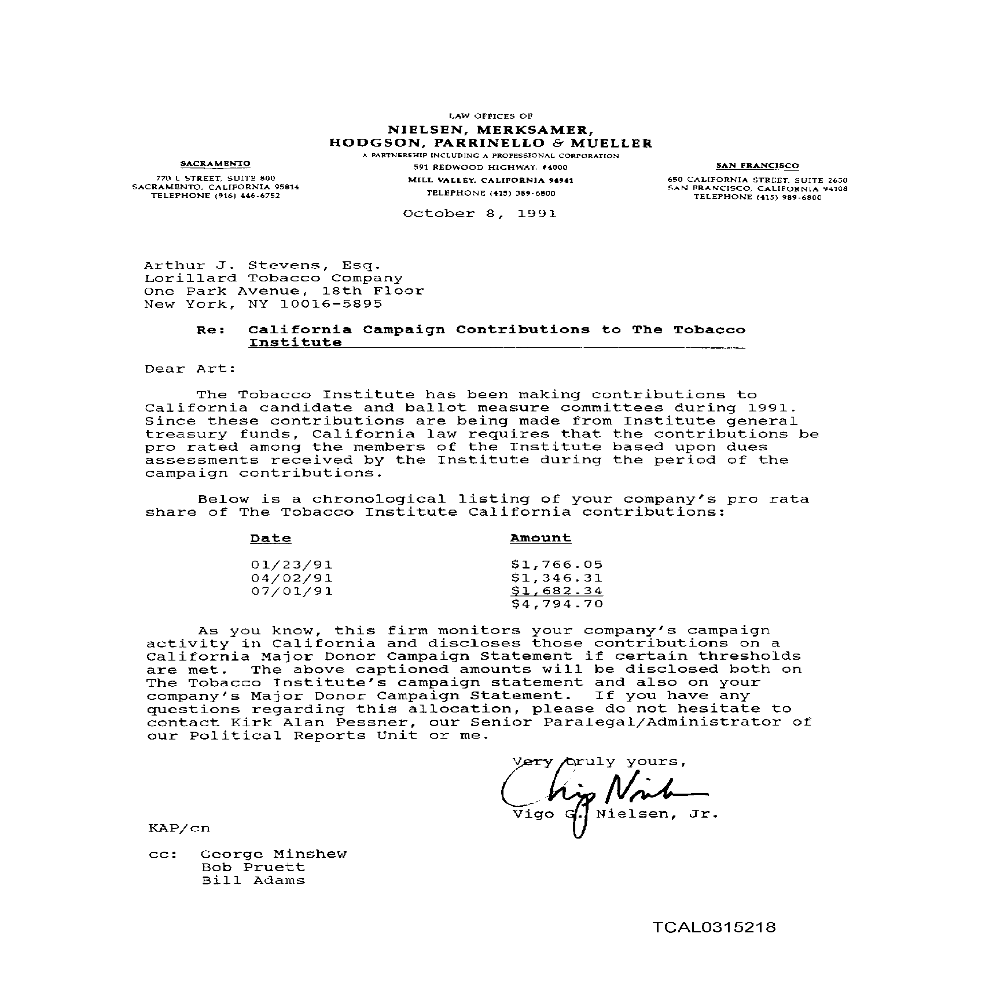 LAW OFFICES OF
NIELSEN, MERKSAMER,
HODGSON, PARRINELLO & MUELLER
A PARTNERSHIP INCLUDING A PROFESSIONAL CORPORATION
591 REDWOOD HIGHWAY, #4000
MILL VALLEY, CALIFORNIA 94941
TELEPHONE (415) 389-6800
SACRAMENTO
770 L STREET, SUITE 800
SACRAMENTO, CALIFORNIA 95814
TELEPHONE (916) 446-6752
SAN FRANCISCO
650 CALIFORNIA STREET, SUITE 2650
SAN FRANCISCO, CALIFORNIA 94108
TELEPHONE (415) 989-6800
October 8, 1991
Arthur J. Stevens, Esq.
Lorillard Tobacco Company
One Park Avenue, 18th Floor
New York, NY 10016-5895
Re: California Campaign Contributions to The Tobacco
Institute
Dear Art:
The Tobacco Institute has been making contributions to
California candidate and ballot measure committees during 1991.
Since these contributions are being made from Institute general
treasury funds, California law requires that the contributions be
pro rated among the members of the Institute based upon dues
assessments received by the Institute during the period of the
campaign contributions.
Below is a chronological listing of your company's pro rata
share of The Tobacco Institute California contributions:
Date Amount
01/23/91 $1,766.05
04/02/91 $1,346.31
07/01/91 $1,682.34
$4,794.70
As you know, this firm monitors your company's campaign
activity in California and discloses those contributions on a
California Major Donor Campaign Statement if certain thresholds
are met. The above captioned amounts will be disclosed both on
The Tobacco Institute's campaign statement and also on your
company's Major Donor Campaign Statement. If you have any
questions regarding this allocation, please do not hesitate to
contact Kirk Alan Pessner, our Senior Paralegal/Administrator of
our Political Reports Unit or me.
Very truly yours,
Chip Niel
Vigo G. Nielsen, Jr.
KAP/cn
cc: George Minshew
Bob Pruett
Bill Adams
TCAL0315218